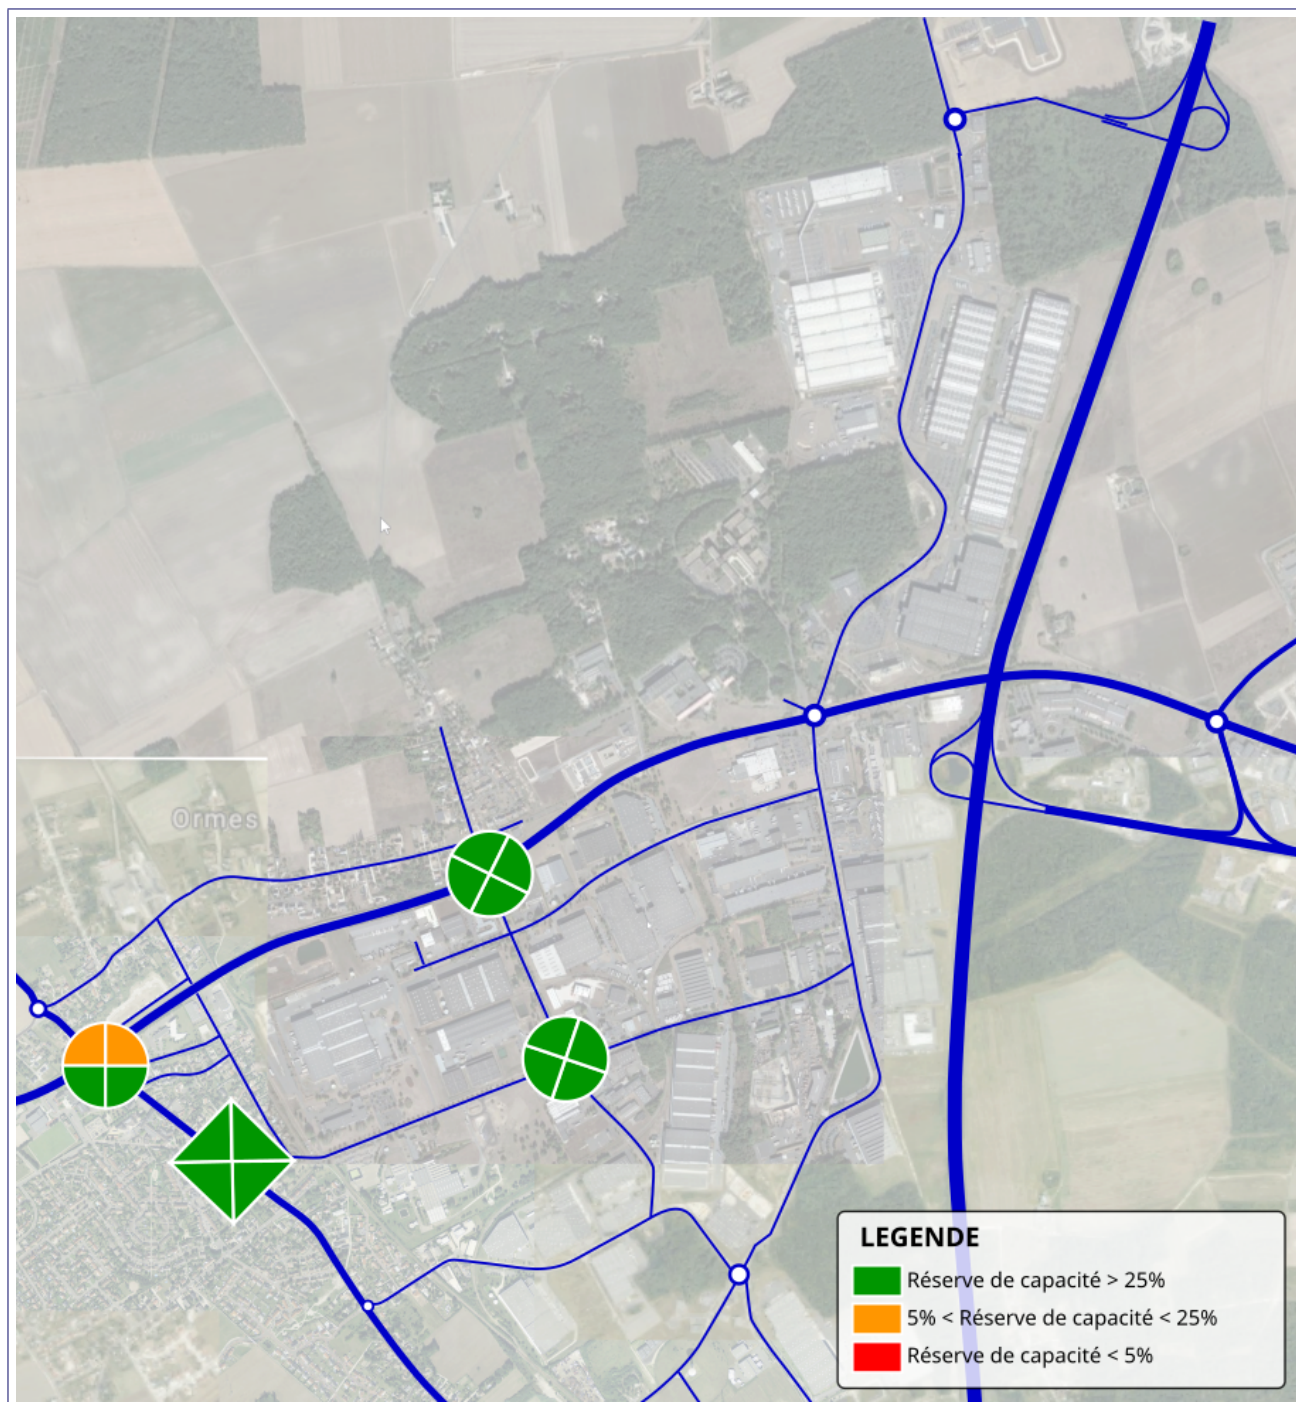 Ormes
LEGENDE
Réserve de capacité > 25%
5% < Réserve de capacité < 25%
Réserve de capacité < 5%